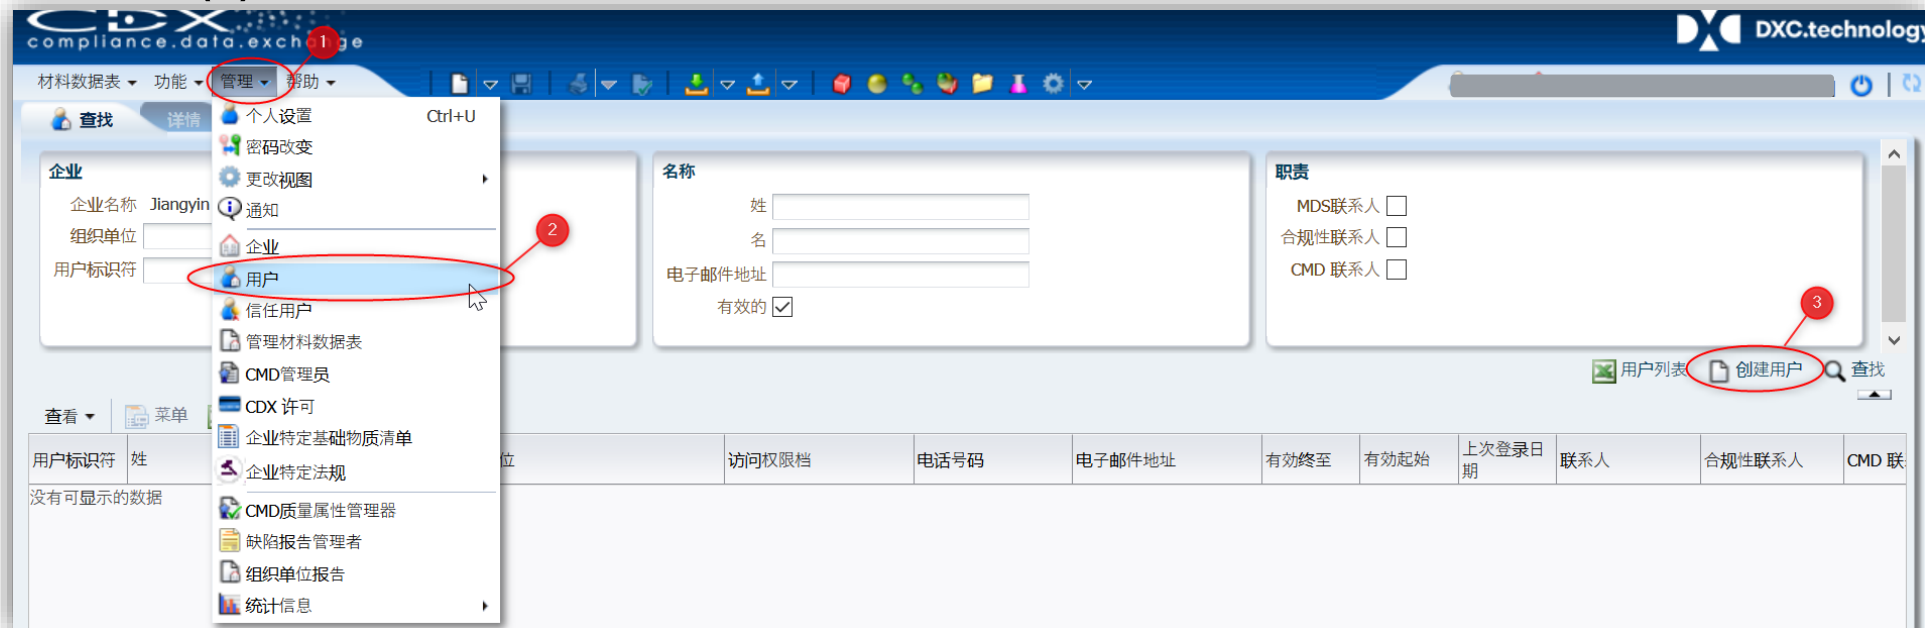 CDX
compliance.data.exch 1 ge
DXC.technology
材料数据表 功能 管理 帮助
查找 详情
个人设置 Ctrl+U
密码改变
更改视图
通知
企业
用户
信任用户
管理材料数据表
CMD管理员
CDX 许可
企业特定基础物质清单
企业特定法规
CMD质量属性管理器
缺陷报告管理者
组织单位报告
统计信息
2
企业
企业名称 Jiangyin
组织单位
用户标识符
名称
姓
名
电子邮件地址
有效的
职责
MDS联系人
合规性联系人
CMD 联系人
3
用户列表 创建用户 查找
查看 菜单
用户标识符 姓 位 访问权限档 电话号码 电子邮件地址 有效终至 有效起始 上次登录日期 联系人 合规性联系人 CMD 联
没有可显示的数据